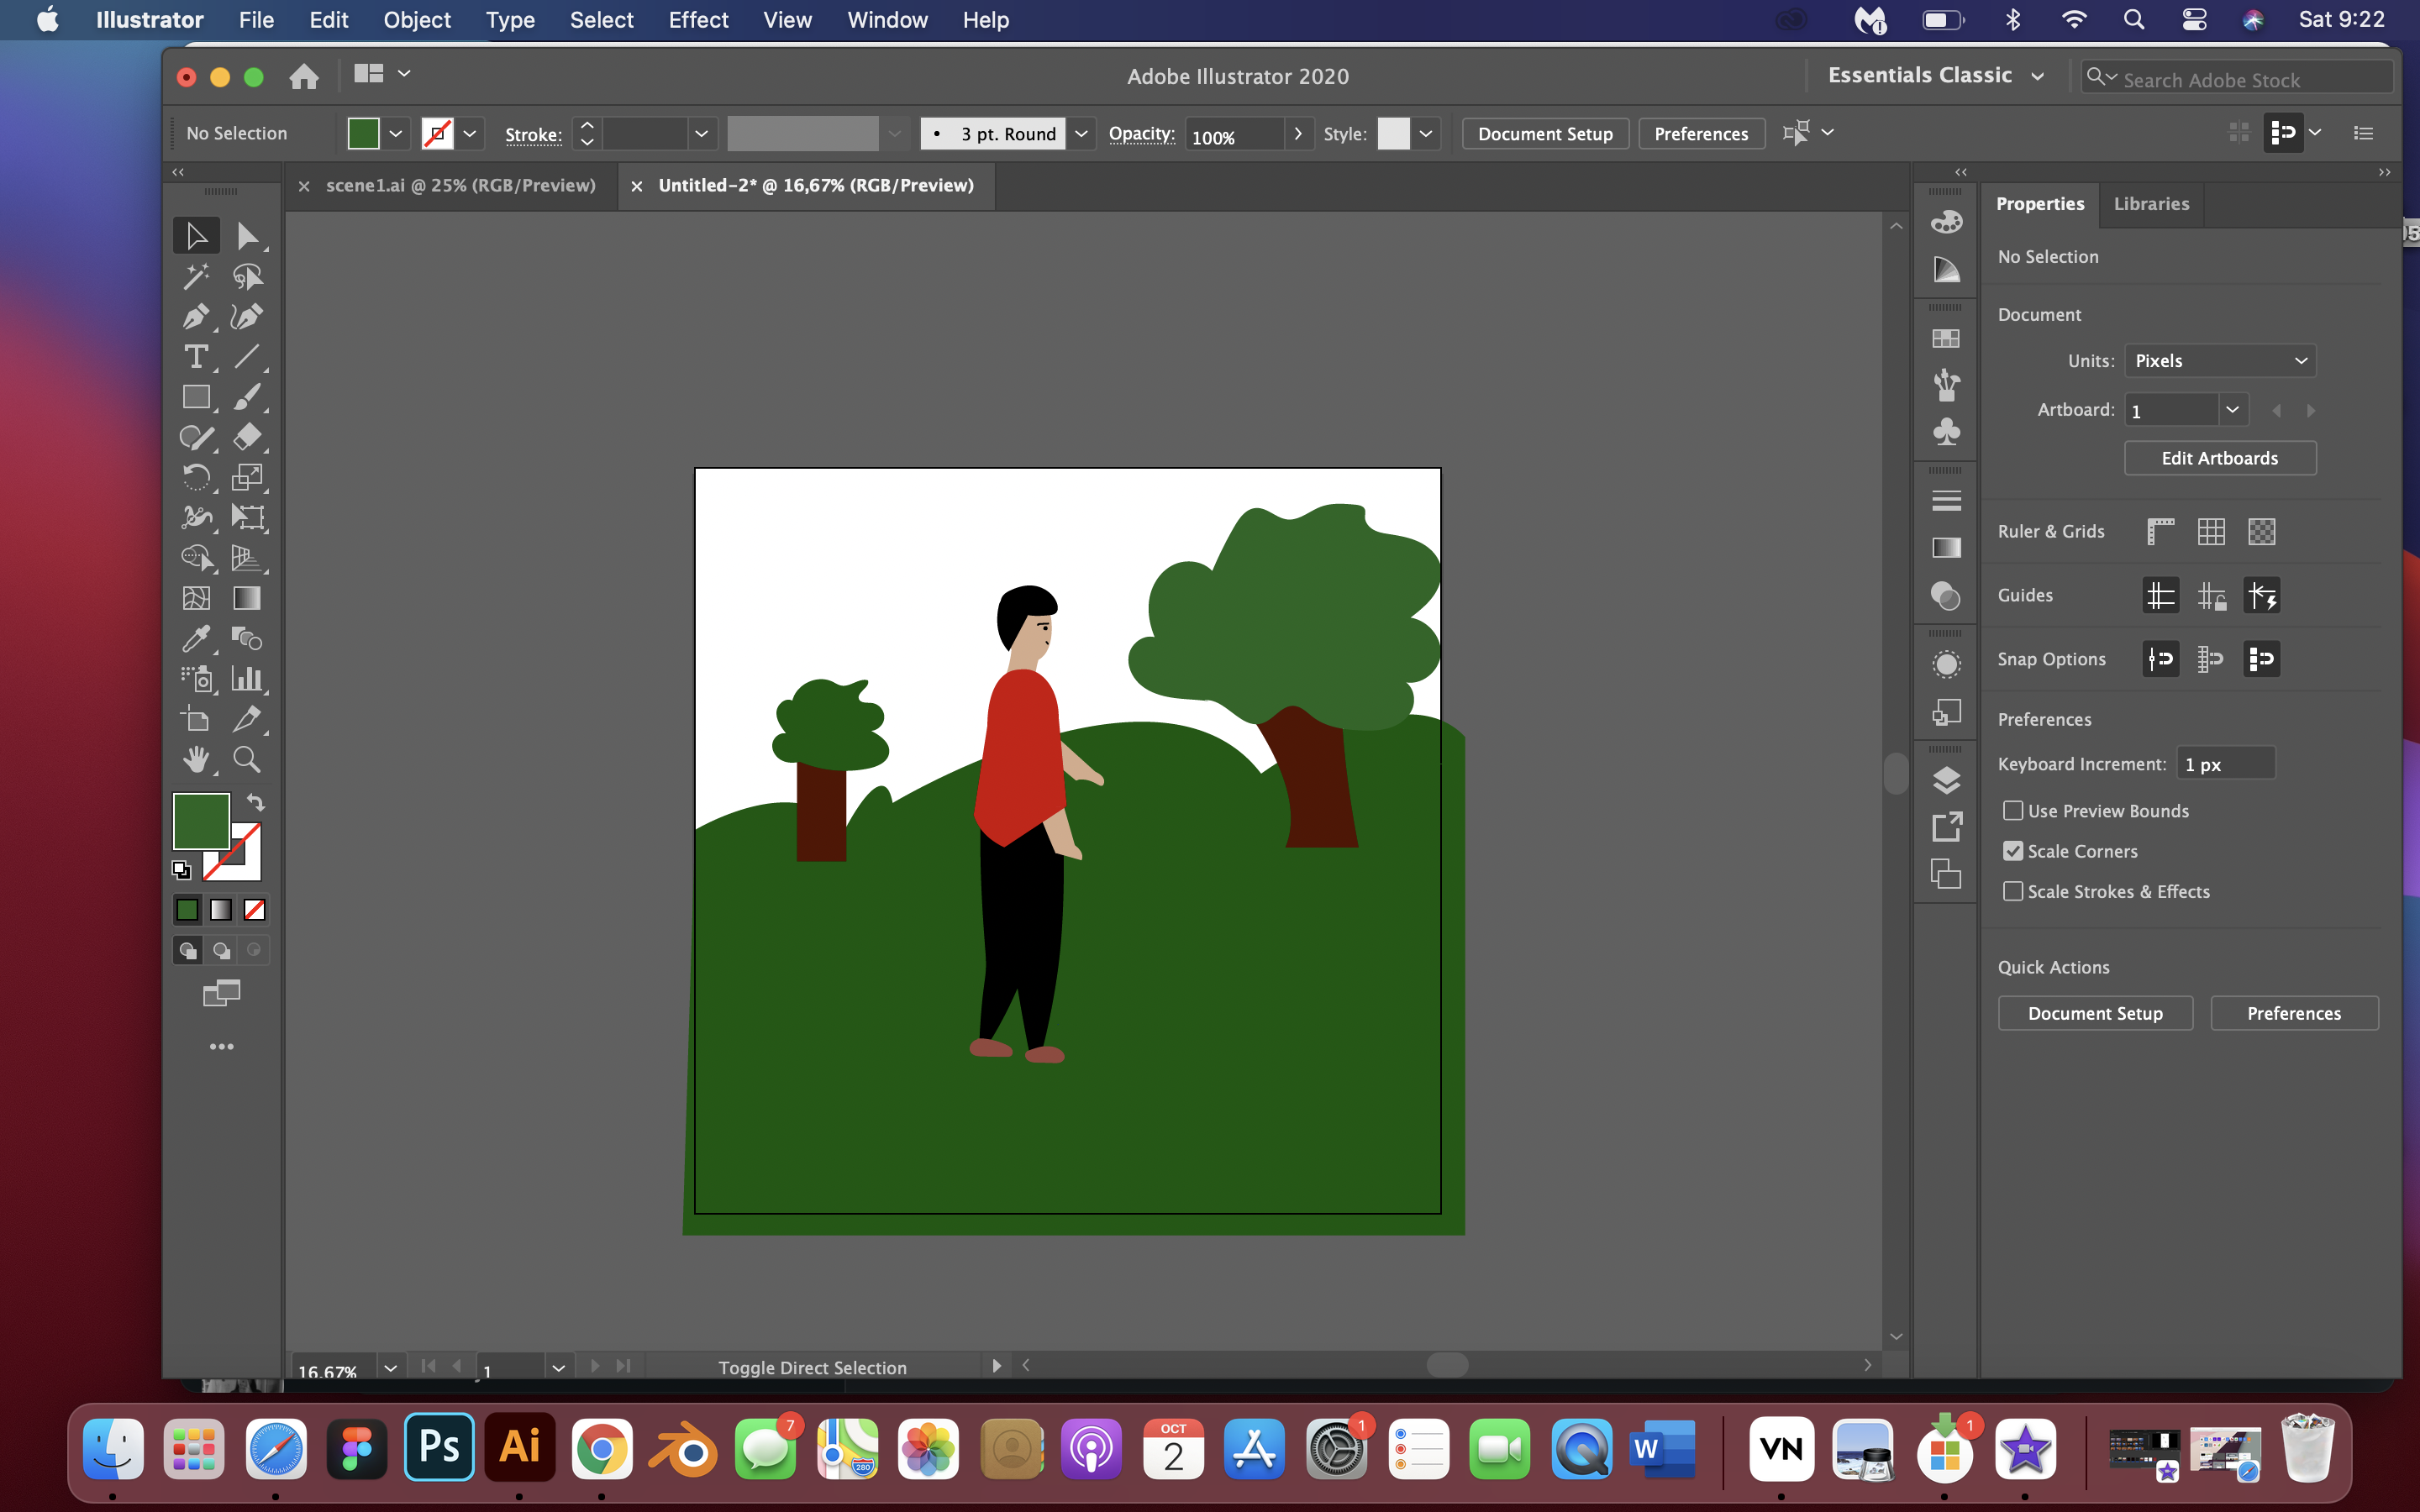 Illustrator File Edit Object Type Select Effect View Window Help Sat 9:22
Adobe Illustrator 2020 Essentials Classic Search Adobe Stock
No Selection Stroke: 3 pt. Round Opacity: 100% Style: Document Setup Preferences
scene1.ai @ 25% (RGB/Preview) Untitled-2* @ 16,67% (RGB/Preview)
Properties Libraries
No Selection
Document
Units: Pixels
Artboard: 1
Edit Artboards
Ruler & Grids
Guides
Snap Options
Preferences
Keyboard Increment: 1 px
Use Preview Bounds
Scale Corners
Scale Strokes & Effects
Quick Actions
Document Setup Preferences
16,67% 1 Toggle Direct Selection
Ps Ai 7 280 OCT 2 1 W VN 1